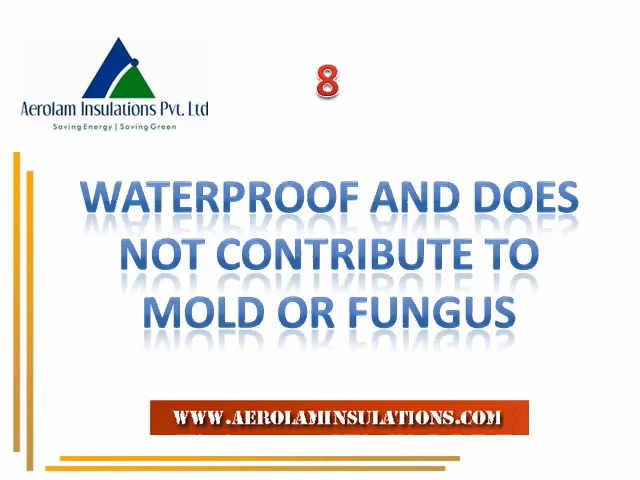 8
Aerolam Insulations Pvt. Ltd
Saving Energy | Saving Green
WATERPROOF AND DOES
NOT CONTRIBUTE TO
MOLD OR FUNGUS
WWW.AEROLAMINSULATIONS.COM